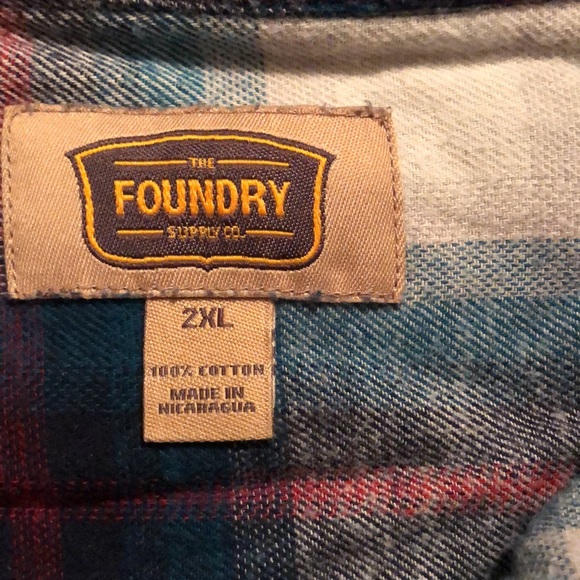 THE
FOUNDRY
SUPPLY CO.
2XL
100% COTTON
MADE IN
NICARAGUA